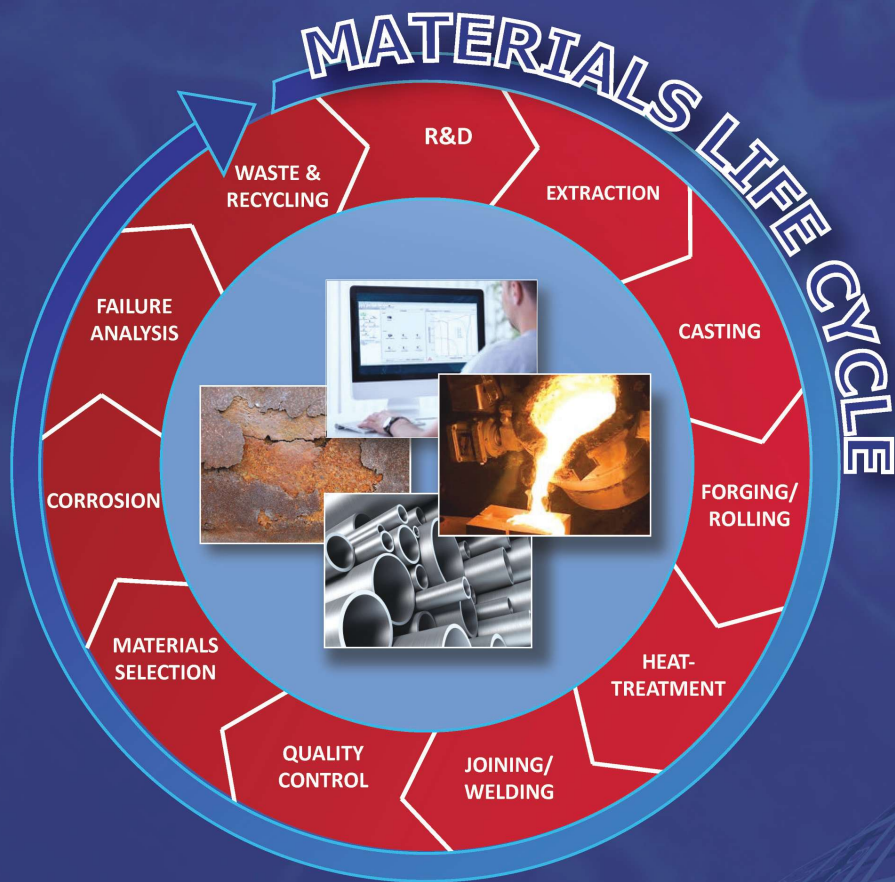 MATERIALS LIFE CYCLE
R&D
EXTRACTION
CASTING
FORGING/
ROLLING
HEAT-
TREATMENT
JOINING/
WELDING
QUALITY
CONTROL
MATERIALS
SELECTION
CORROSION
FAILURE
ANALYSIS
WASTE &
RECYCLING